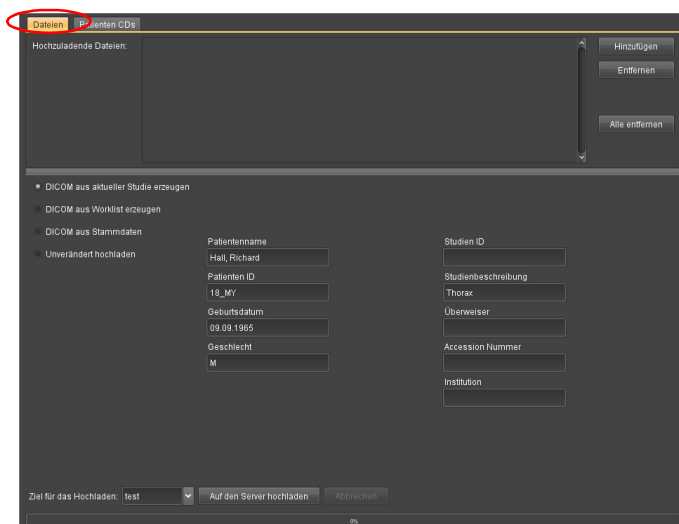 Dateien Patienten CDs
Hochzuladende Dateien:
Hinzufügen
Entfernen
Alle entfernen
DICOM aus aktueller Studie erzeugen
DICOM aus Worklist erzeugen
DICOM aus Stammdaten
Unverändert hochladen
Patientenname
Hall, Richard
Patienten ID
18_MY
Geburtsdatum
09.09.1965
Geschlecht
M
Studien ID
Studienbeschreibung
Thorax
Überweiser
Accession Nummer
Institution
Ziel für das Hochladen: test Auf den Server hochladen Abbrechen
0%